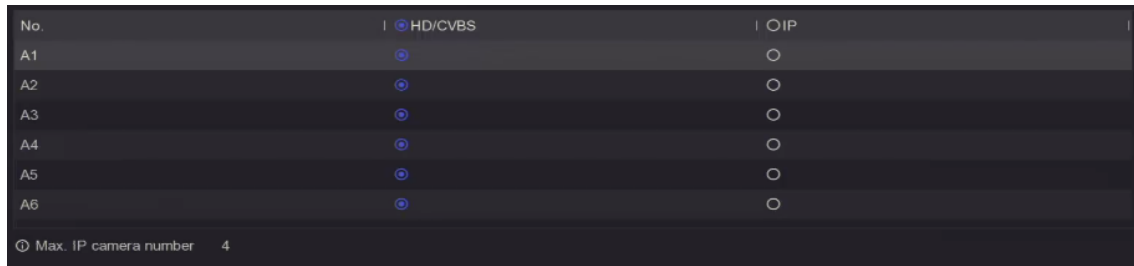 No. HD/CVBS IP
A1
A2
A3
A4
A5
A6
Max. IP camera number 4